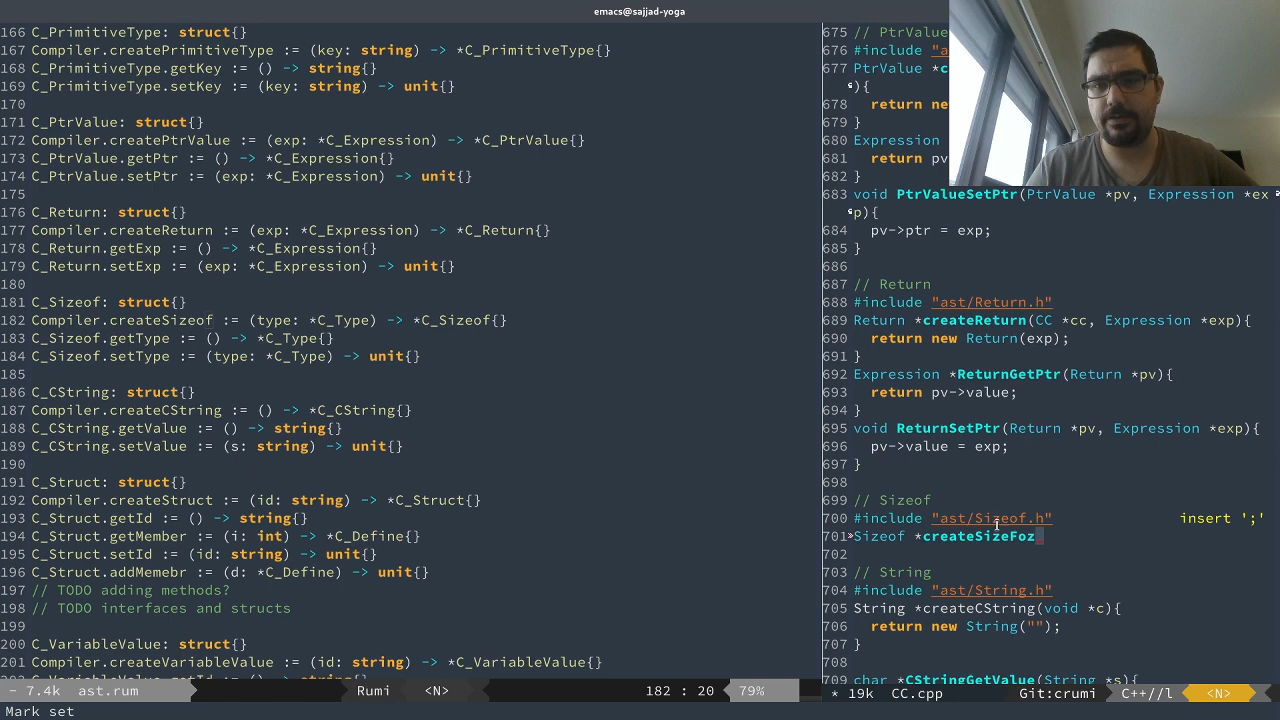 emacs@sajjad-yoga
166 C_PrimitiveType: struct{}
167 Compiler.createPrimitiveType := (key: string) -> *C_PrimitiveType{}
168 C_PrimitiveType.getKey := () -> string{}
169 C_PrimitiveType.setKey := (key: string) -> unit{}
170
171 C_PtrValue: struct{}
172 Compiler.createPtrValue := (exp: *C_Expression) -> *C_PtrValue{}
173 C_PtrValue.getPtr := () -> *C_Expression{}
174 C_PtrValue.setPtr := (exp: *C_Expression) -> unit{}
175
176 C_Return: struct{}
177 Compiler.createReturn := (exp: *C_Expression) -> *C_Return{}
178 C_Return.getExp := () -> *C_Expression{}
179 C_Return.setExp := (exp: *C_Expression) -> unit{}
180
181 C_Sizeof: struct{}
182 Compiler.createSizeof := (type: *C_Type) -> *C_Sizeof{}
183 C_Sizeof.getType := () -> *C_Type{}
184 C_Sizeof.setType := (type: *C_Type) -> unit{}
185
186 C_CString: struct{}
187 Compiler.createCString := () -> *C_CString{}
188 C_CString.getValue := () -> string{}
189 C_CString.setValue := (s: string) -> unit{}
190
191 C_Struct: struct{}
192 Compiler.createStruct := (id: string) -> *C_Struct{}
193 C_Struct.getId := () -> string{}
194 C_Struct.getMember := (i: int) -> *C_Define{}
195 C_Struct.setId := (id: string) -> unit{}
196 C_Struct.addMemebr := (d: *C_Define) -> unit{}
197 // TODO adding methods?
198 // TODO interfaces and structs
199
200 C_VariableValue: struct{}
201 Compiler.createVariableValue := (id: string) -> *C_VariableValue{}
- 7.4k ast.rum Rumi <N> 182 : 20 79%
675 // PtrValue
676 #include "a
677 PtrValue *c
){
678 return new
679 }
680 Expression
681 return pv
682 }
683 void PtrValueSetPtr(PtrValue *pv, Expression *ex
p){
684 pv->ptr = exp;
685 }
686
687 // Return
688 #include "ast/Return.h"
689 Return *createReturn(CC *cc, Expression *exp){
690 return new Return(exp);
691 }
692 Expression *ReturnGetPtr(Return *pv){
693 return pv->value;
694 }
695 void ReturnSetPtr(Return *pv, Expression *exp){
696 pv->value = exp;
697 }
698
699 // Sizeof
700 #include "ast/Sizeof.h" insert ';'
701 Sizeof *createSizeFoz
702
703 // String
704 #include "ast/String.h"
705 String *createCString(void *c){
706 return new String("");
707 }
708
709 char *CStringGetValue(String *s){
* 19k CC.cpp Git:crumi C++//l <N>
Mark set